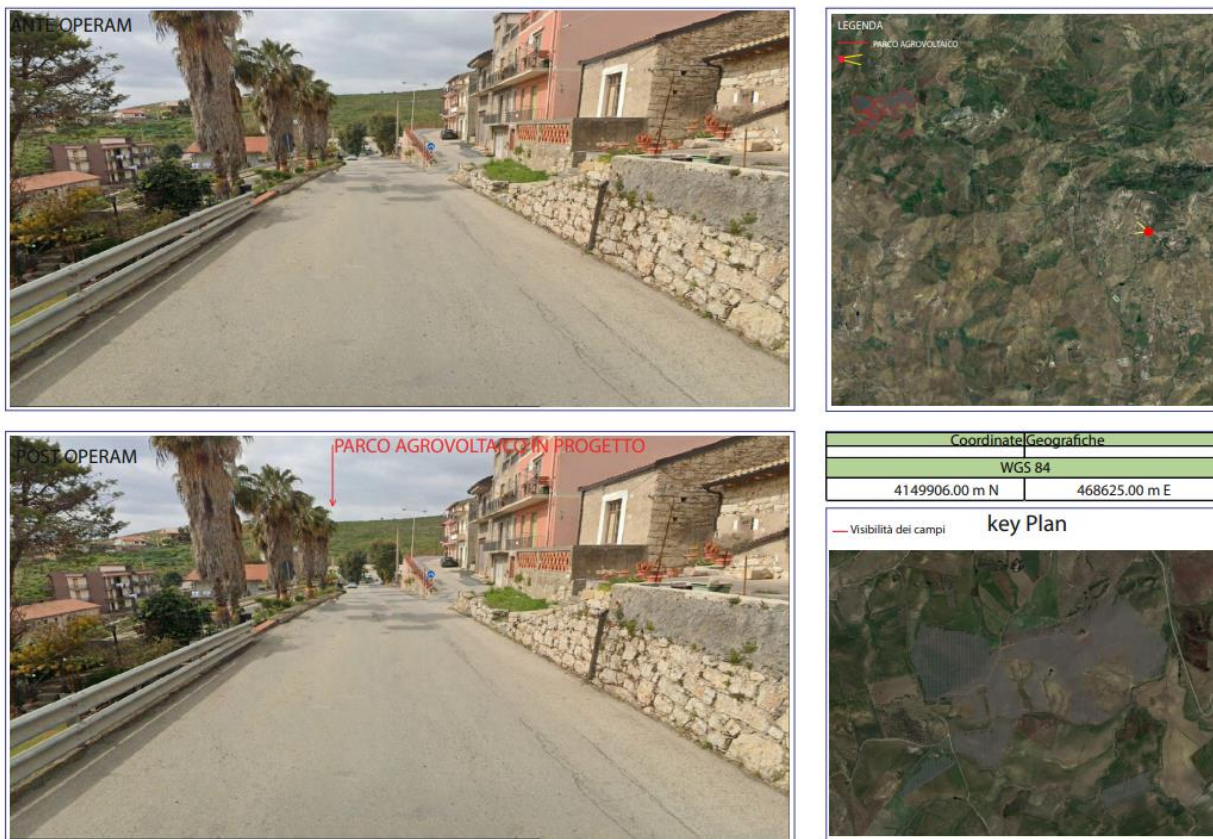 ANTE OPERAM
LEGENDA
PARCO AGROVOLTAICO
POST OPERAM
PARCO AGROVOLTAICO IN PROGETTO
Coordinate Geografiche
WGS 84
4149906.00 m N
468625.00 m E
Visibilità dei campi
key Plan